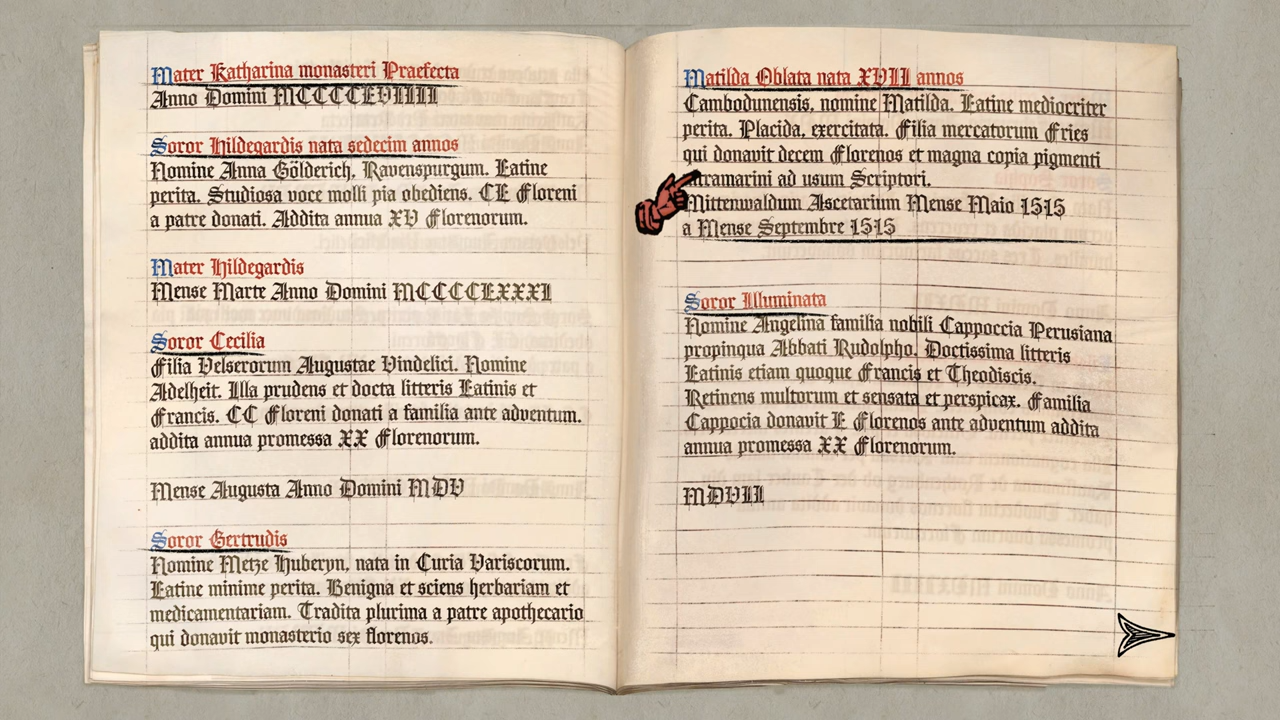 Mater Katharina monasteri Praefecta
Anno Domini MCCCCLVIIII
Soror Hildegardis nata sedecim annos
Nomine Anna Gölderich, Ravenspurgum. Latine
perita. Studiosa voce molli pia obediens. CL Floreni
a patre donati. Addita annua XV Florenorum.
Mater Hildegardis
Mense Marte Anno Domini MCCCCLXXXI
Soror Cecilia
Filia Velserorum Augustae Vindelici. Nomine
Adelheit. Illa prudens et docta litteris Latinis et
Francis. CC Floreni donati a familia ante adventum.
addita annua promessa XX Florenorum.
Mense Augusta Anno Domini MDV
Soror Gertrudis
Nomine Metze Huberyn, nata in Curia Variscorum.
Latine minime perita. Benigna et sciens herbariam et
medicamentariam. Tradita plurima a patre apothecario
qui donavit monasterio sex florenos.
Matilda Oblata nata XVII annos
Cambodunensis, nomine Matilda. Latine mediocriter
perita. Placida, exercitata. Filia mercatorum Fries
qui donavit decem Florenos et magna copia pigmenti
ad usum Scriptori.
Mittenwaldum Ascetarium Mense Maio 1515
a Mense Septembre 1515
Soror Illuminata
Nomine Angelina familia nobili Cappoccia Perusiana
propinqua Abbati Rudolpho. Doctissima litteris
Latinis etiam quoque Francis et Theodiscis.
Retinens multorum et sensata et perspicax. Familia
Cappocia donavit L Florenos ante adventum addita
annua promessa XX Florenorum.
MDVII